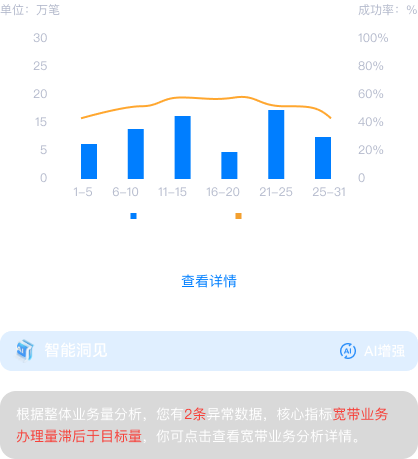 单位：万笔 成功率：%
30 100%
25 80%
20 60%
15 40%
5 20%
0 0
1-5 6-10 11-15 16-20 21-25 25-31
查看详情
智能洞见 AI AI增强
根据整体业务量分析，您有2条异常数据，核心指标宽带业务
办理量滞后于目标量，你可点击查看宽带业务分析详情。